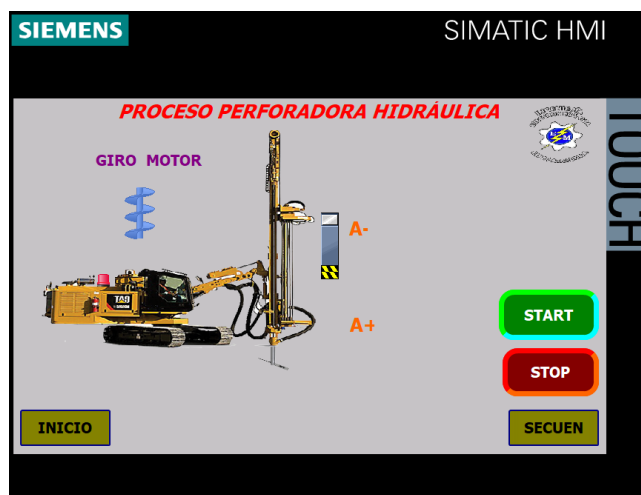 SIEMENS
SIMATIC HMI
TOUCH
PROCESO PERFORADORA HIDRÁULICA
GIRO MOTOR
A-
A+
START
STOP
INICIO
SECUEN